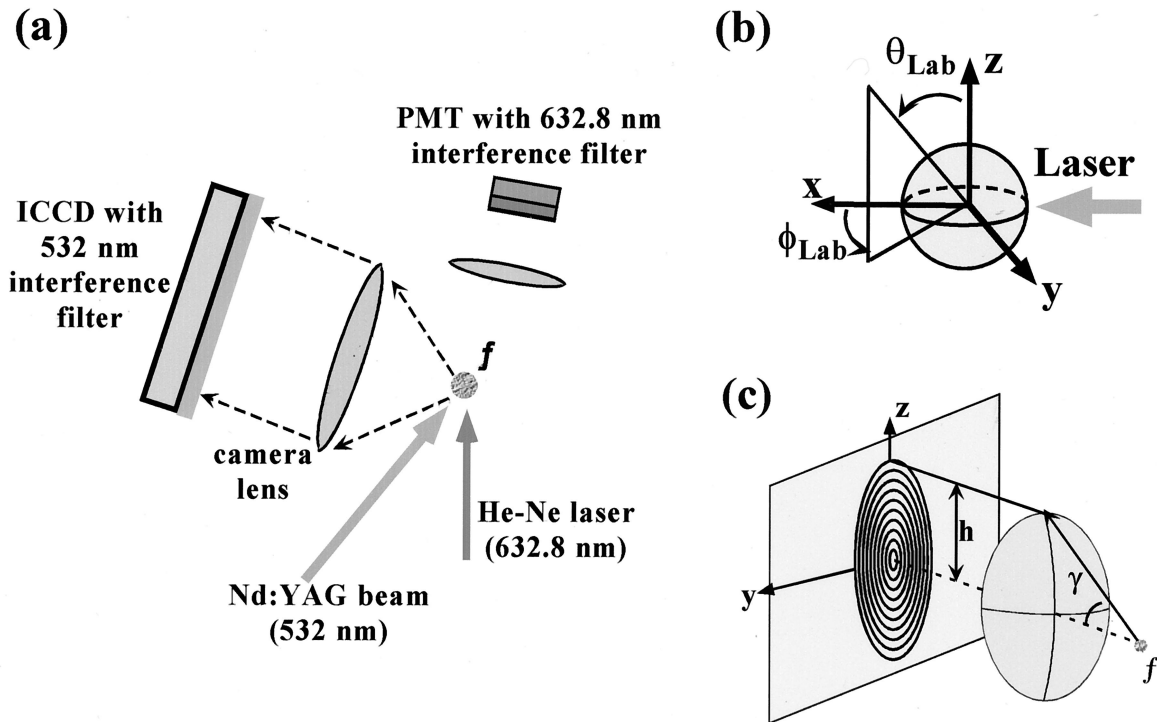 (a)
PMT with 632.8 nm
interference filter
ICCD with
532 nm
interference
filter
f
camera
lens
He-Ne laser
(632.8 nm)
Nd:YAG beam
(532 nm)
(b)
θLab
z
Laser
x
ϕLab
y
(c)
z
h
y
γ
f